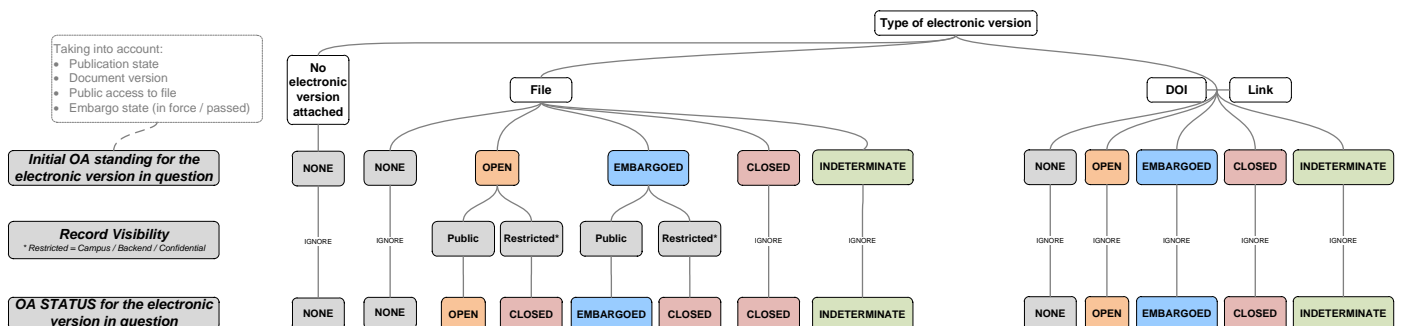 Type of electronic version
Taking into account:
• Publication state
• Document version
• Public access to file
• Embargo state (in force / passed)
No
electronic
version
attached
File
DOI
Link
Initial OA standing for the
electronic version in question
NONE
NONE
OPEN
EMBARGOED
CLOSED
INDETERMINATE
NONE
OPEN
EMBARGOED
CLOSED
INDETERMINATE
Record Visibility
* Restricted = Campus / Backend / Confidential
IGNORE
IGNORE
Public
Restricted*
Public
Restricted*
IGNORE
IGNORE
IGNORE
IGNORE
IGNORE
IGNORE
IGNORE
OA STATUS for the electronic
version in question
NONE
NONE
OPEN
CLOSED
EMBARGOED
CLOSED
CLOSED
INDETERMINATE
NONE
OPEN
EMBARGOED
CLOSED
INDETERMINATE